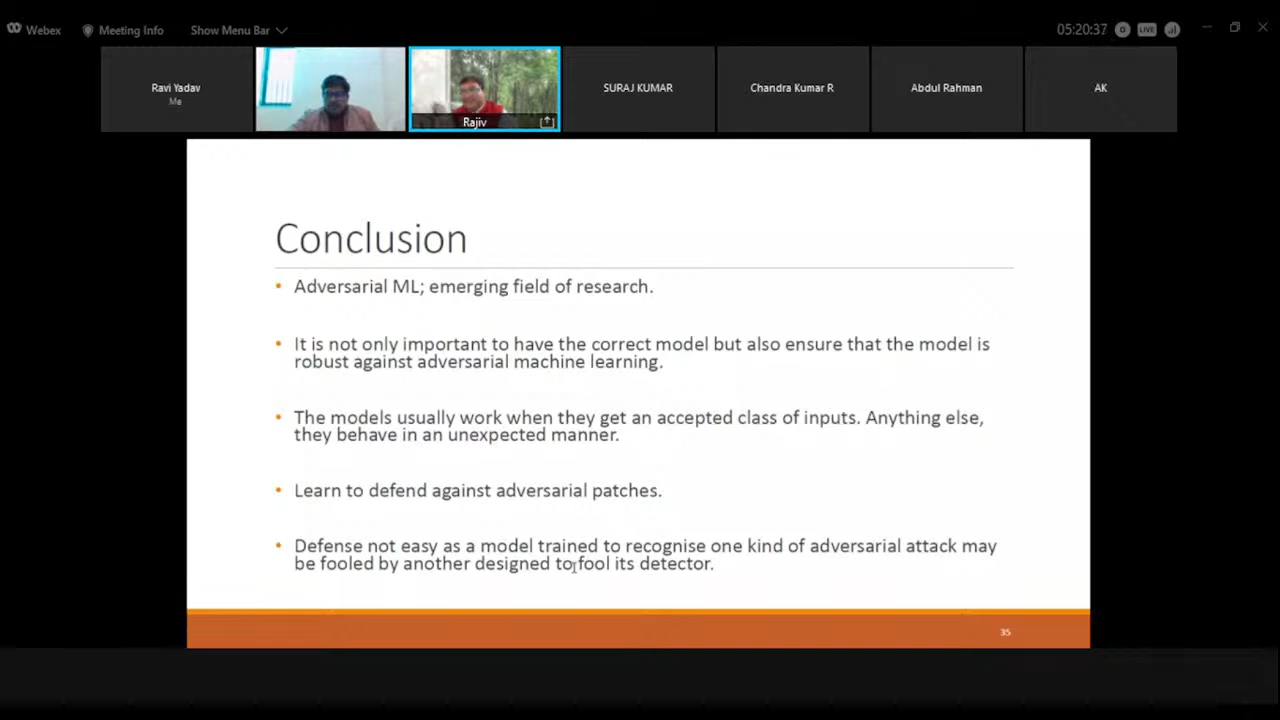 Webex
Meeting Info
Show Menu Bar
05:20:37
LIVE
Ravi Yadav
Me
Rajiv
SURAJ KUMAR
Chandra Kumar R
Abdul Rahman
AK
Conclusion
• Adversarial ML; emerging field of research.
• It is not only important to have the correct model but also ensure that the model is
robust against adversarial machine learning.
• The models usually work when they get an accepted class of inputs. Anything else,
they behave in an unexpected manner.
• Learn to defend against adversarial patches.
• Defense not easy as a model trained to recognise one kind of adversarial attack may
be fooled by another designed to fool its detector.
35